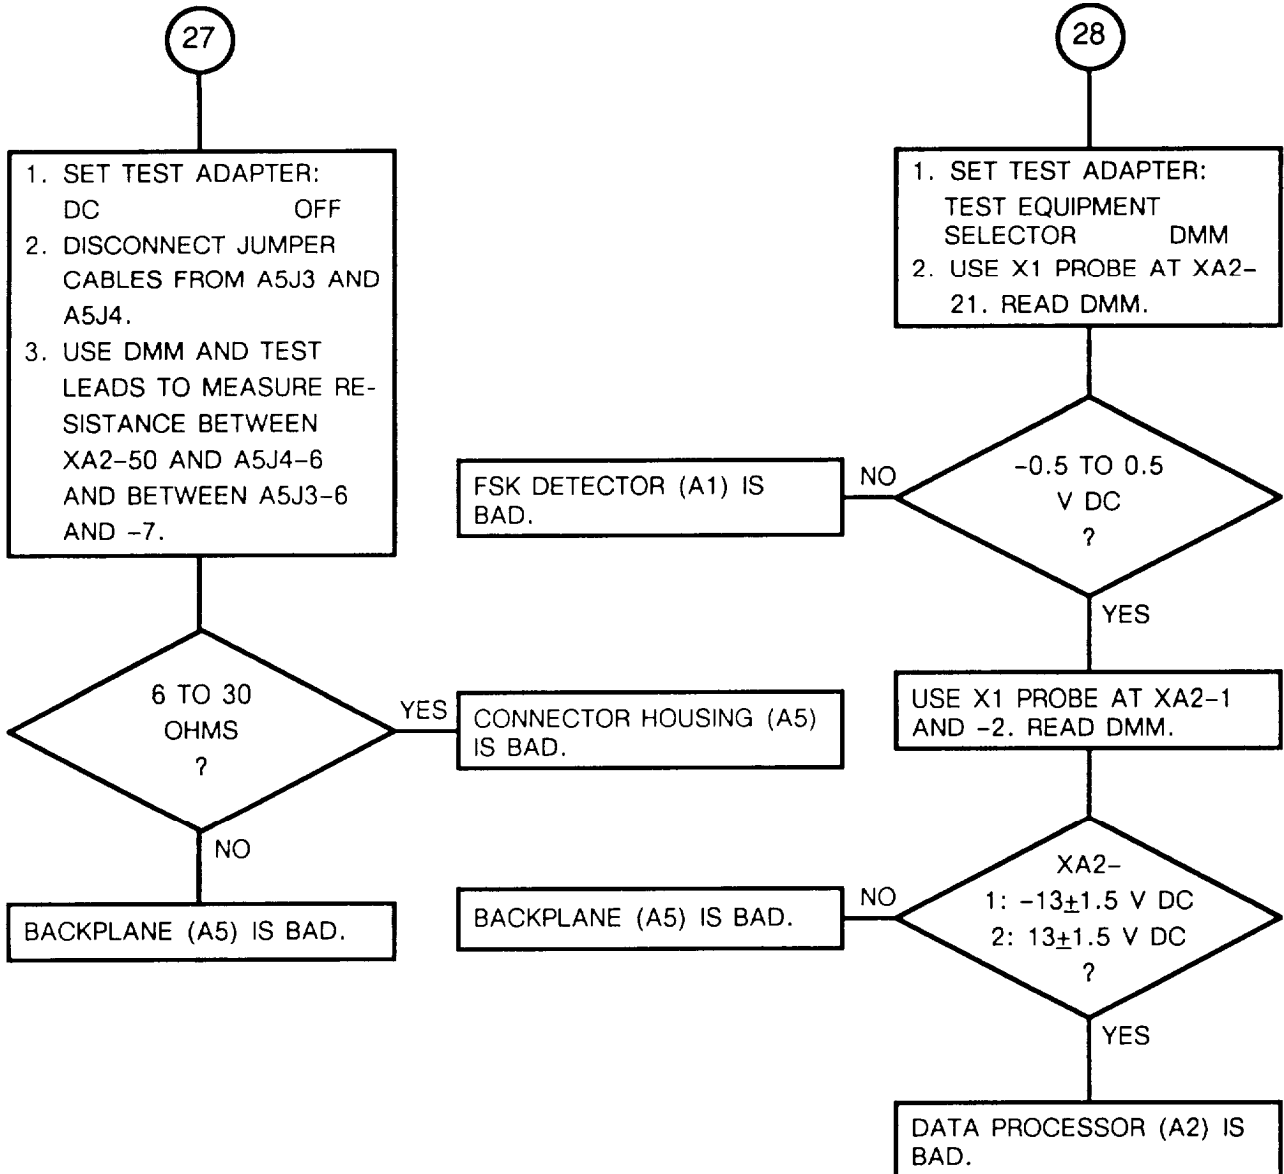 27
1. SET TEST ADAPTER:
DC OFF
2. DISCONNECT JUMPER
CABLES FROM A5J3 AND
A5J4.
3. USE DMM AND TEST
LEADS TO MEASURE RE-
SISTANCE BETWEEN
XA2-50 AND A5J4-6
AND BETWEEN A5J3-6
AND -7.
6 TO 30
OHMS
?
YES
CONNECTOR HOUSING (A5)
IS BAD.
NO
BACKPLANE (A5) IS BAD.
28
1. SET TEST ADAPTER:
TEST EQUIPMENT
SELECTOR DMM
2. USE X1 PROBE AT XA2-
21. READ DMM.
-0.5 TO 0.5
V DC
?
NO
FSK DETECTOR (A1) IS
BAD.
YES
USE X1 PROBE AT XA2-1
AND -2. READ DMM.
XA2-
1: -13±1.5 V DC
2: 13±1.5 V DC
?
NO
BACKPLANE (A5) IS BAD.
YES
DATA PROCESSOR (A2) IS
BAD.